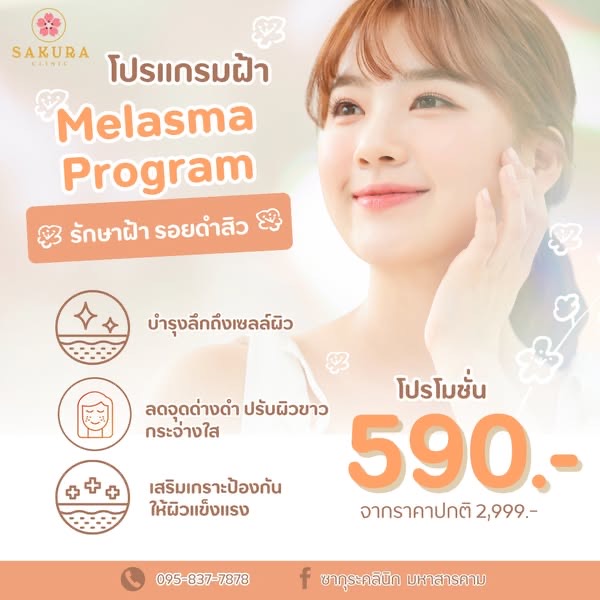 SAKURA
CLINIC
โปรแกรมฝ้า
Melasma
Program
รักษาฝ้า รอยดำสิว
บำรุงลึกถึงเซลล์ผิว
ลดจุดด่างดำ ปรับผิวขาว
กระจ่างใส
เสริมเกราะป้องกัน
ให้ผิวแข็งแรง
โปรโมชั่น
590.-
จากราคาปกติ 2,999.-
095-837-7878
ซากุระคลินิก มหาสารคาม